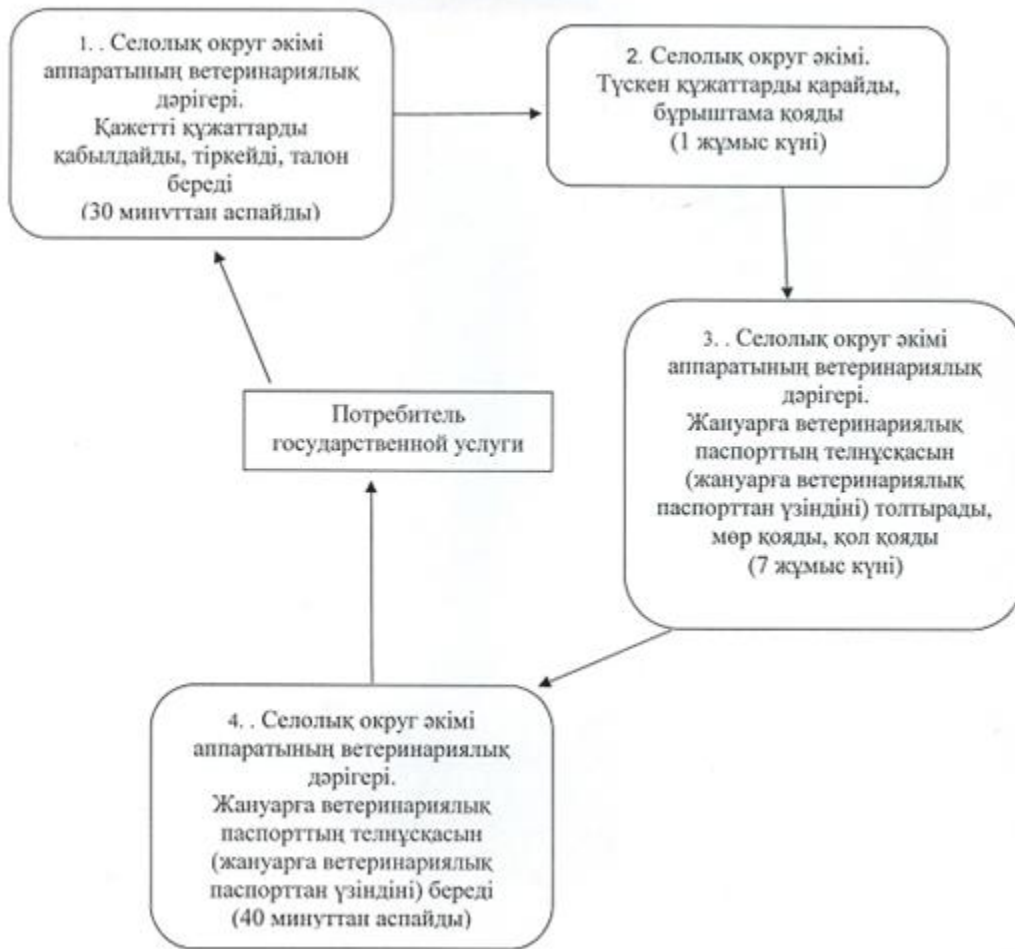 1. . Селолық округ әкімі
аппаратының ветеринариялық
дәрігері.
Қажетті құжаттарды
қабылдайды, тіркейді, талон
береді
(30 минуттан аспайды)
2. Селолық округ әкімі.
Түскен құжаттарды қарайды,
бұрыштама қояды
(1 жұмыс күні)
3. . Селолық округ әкімі
аппаратының ветеринариялық
дәрігері.
Жануарға ветеринариялық
паспорттың телнұсқасын
(жануарға ветеринариялық
паспорттан үзіндіні) толтырады,
мөр қояды, қол қояды
(7 жұмыс күні)
Потребитель
государственной услуги
4. . Селолық округ әкімі
аппаратының ветеринариялық
дәрігері.
Жануарға ветеринариялық
паспорттың телнұсқасын
(жануарға ветеринариялық
паспорттан үзіндіні) береді
(40 минуттан аспайды)